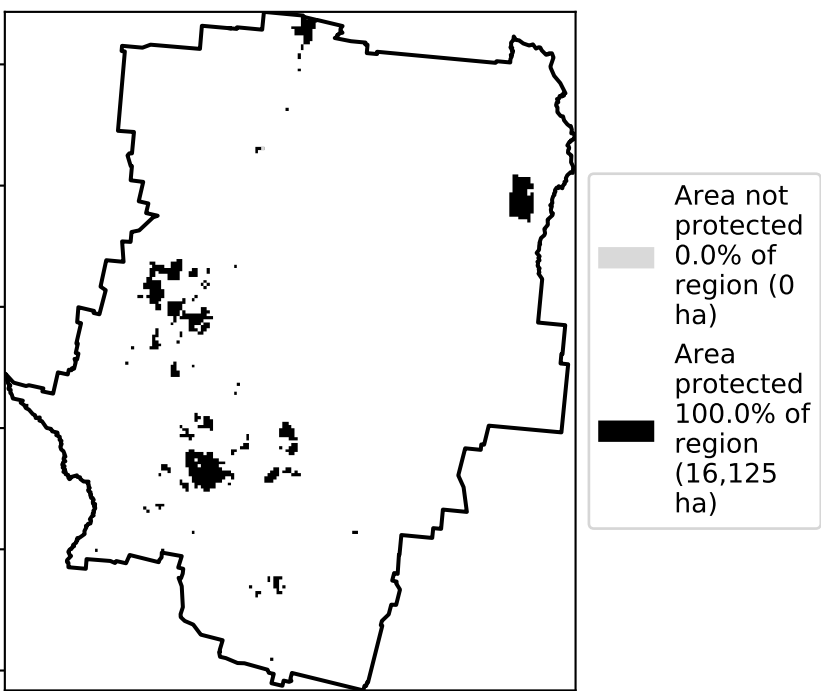 Area not
protected
0.0% of
region (0
ha)
Area
protected
100.0% of
region
(16,125
ha)